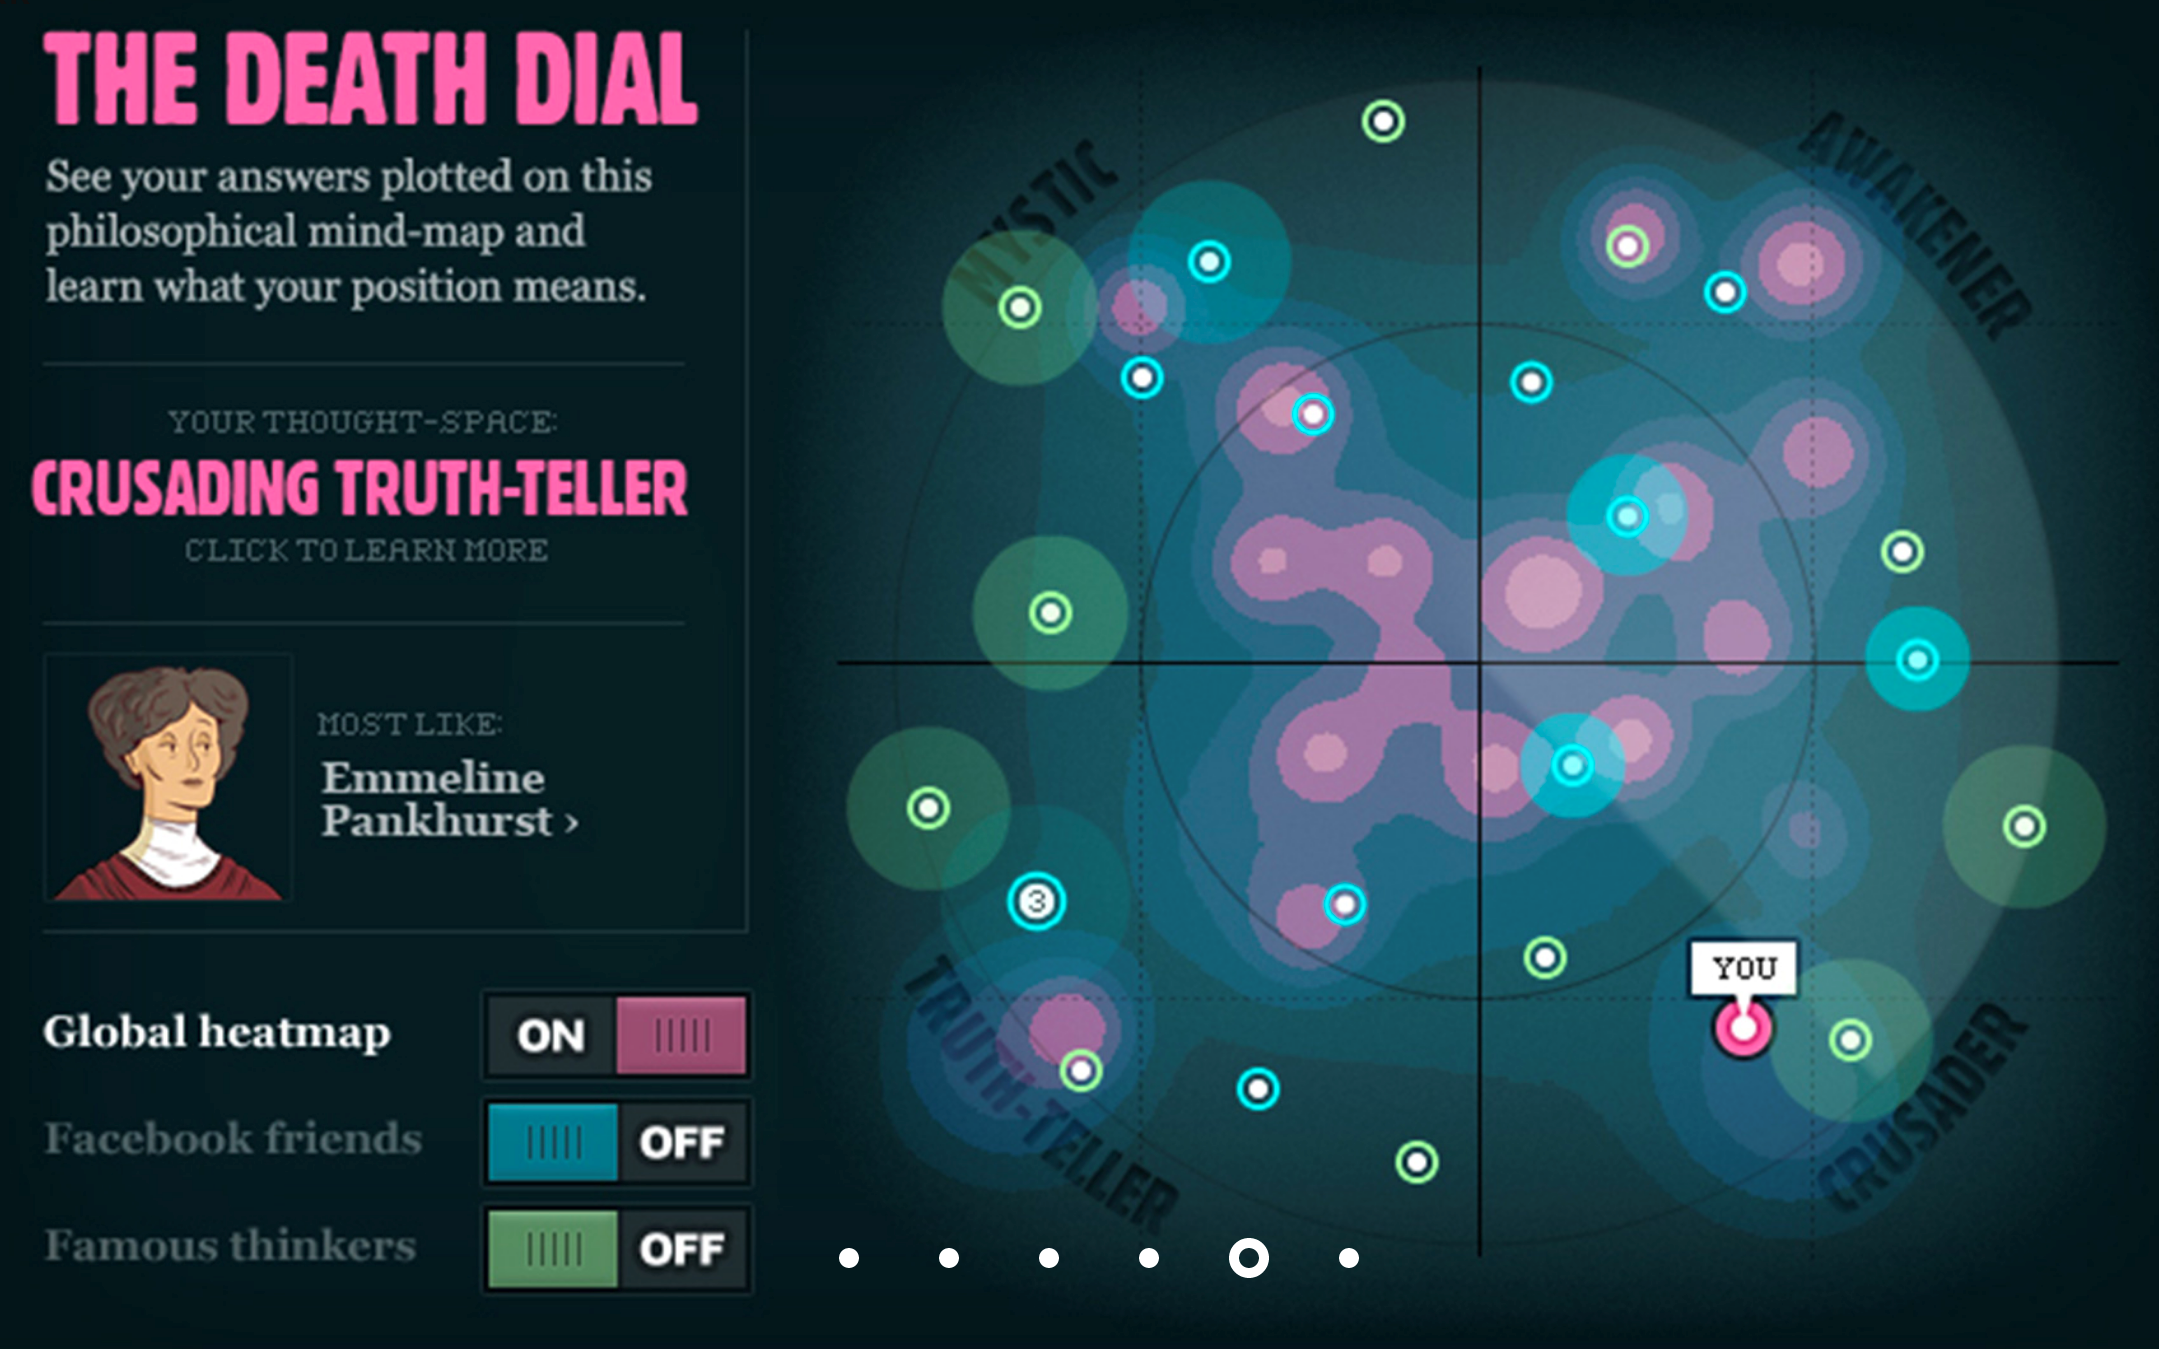 THE DEATH DIAL
See your answers plotted on this
philosophical mind-map and
learn what your position means.
YOUR THOUGHT-SPACE:
CRUSADING TRUTH-TELLER
CLICK TO LEARN MORE
MOST LIKE:
Emmeline
Pankhurst ›
Global heatmap
ON
Facebook friends
OFF
Famous thinkers
OFF
MYSTIC
AWAKENER
3
YOU
TRUTH-TELLER
CRUSADER